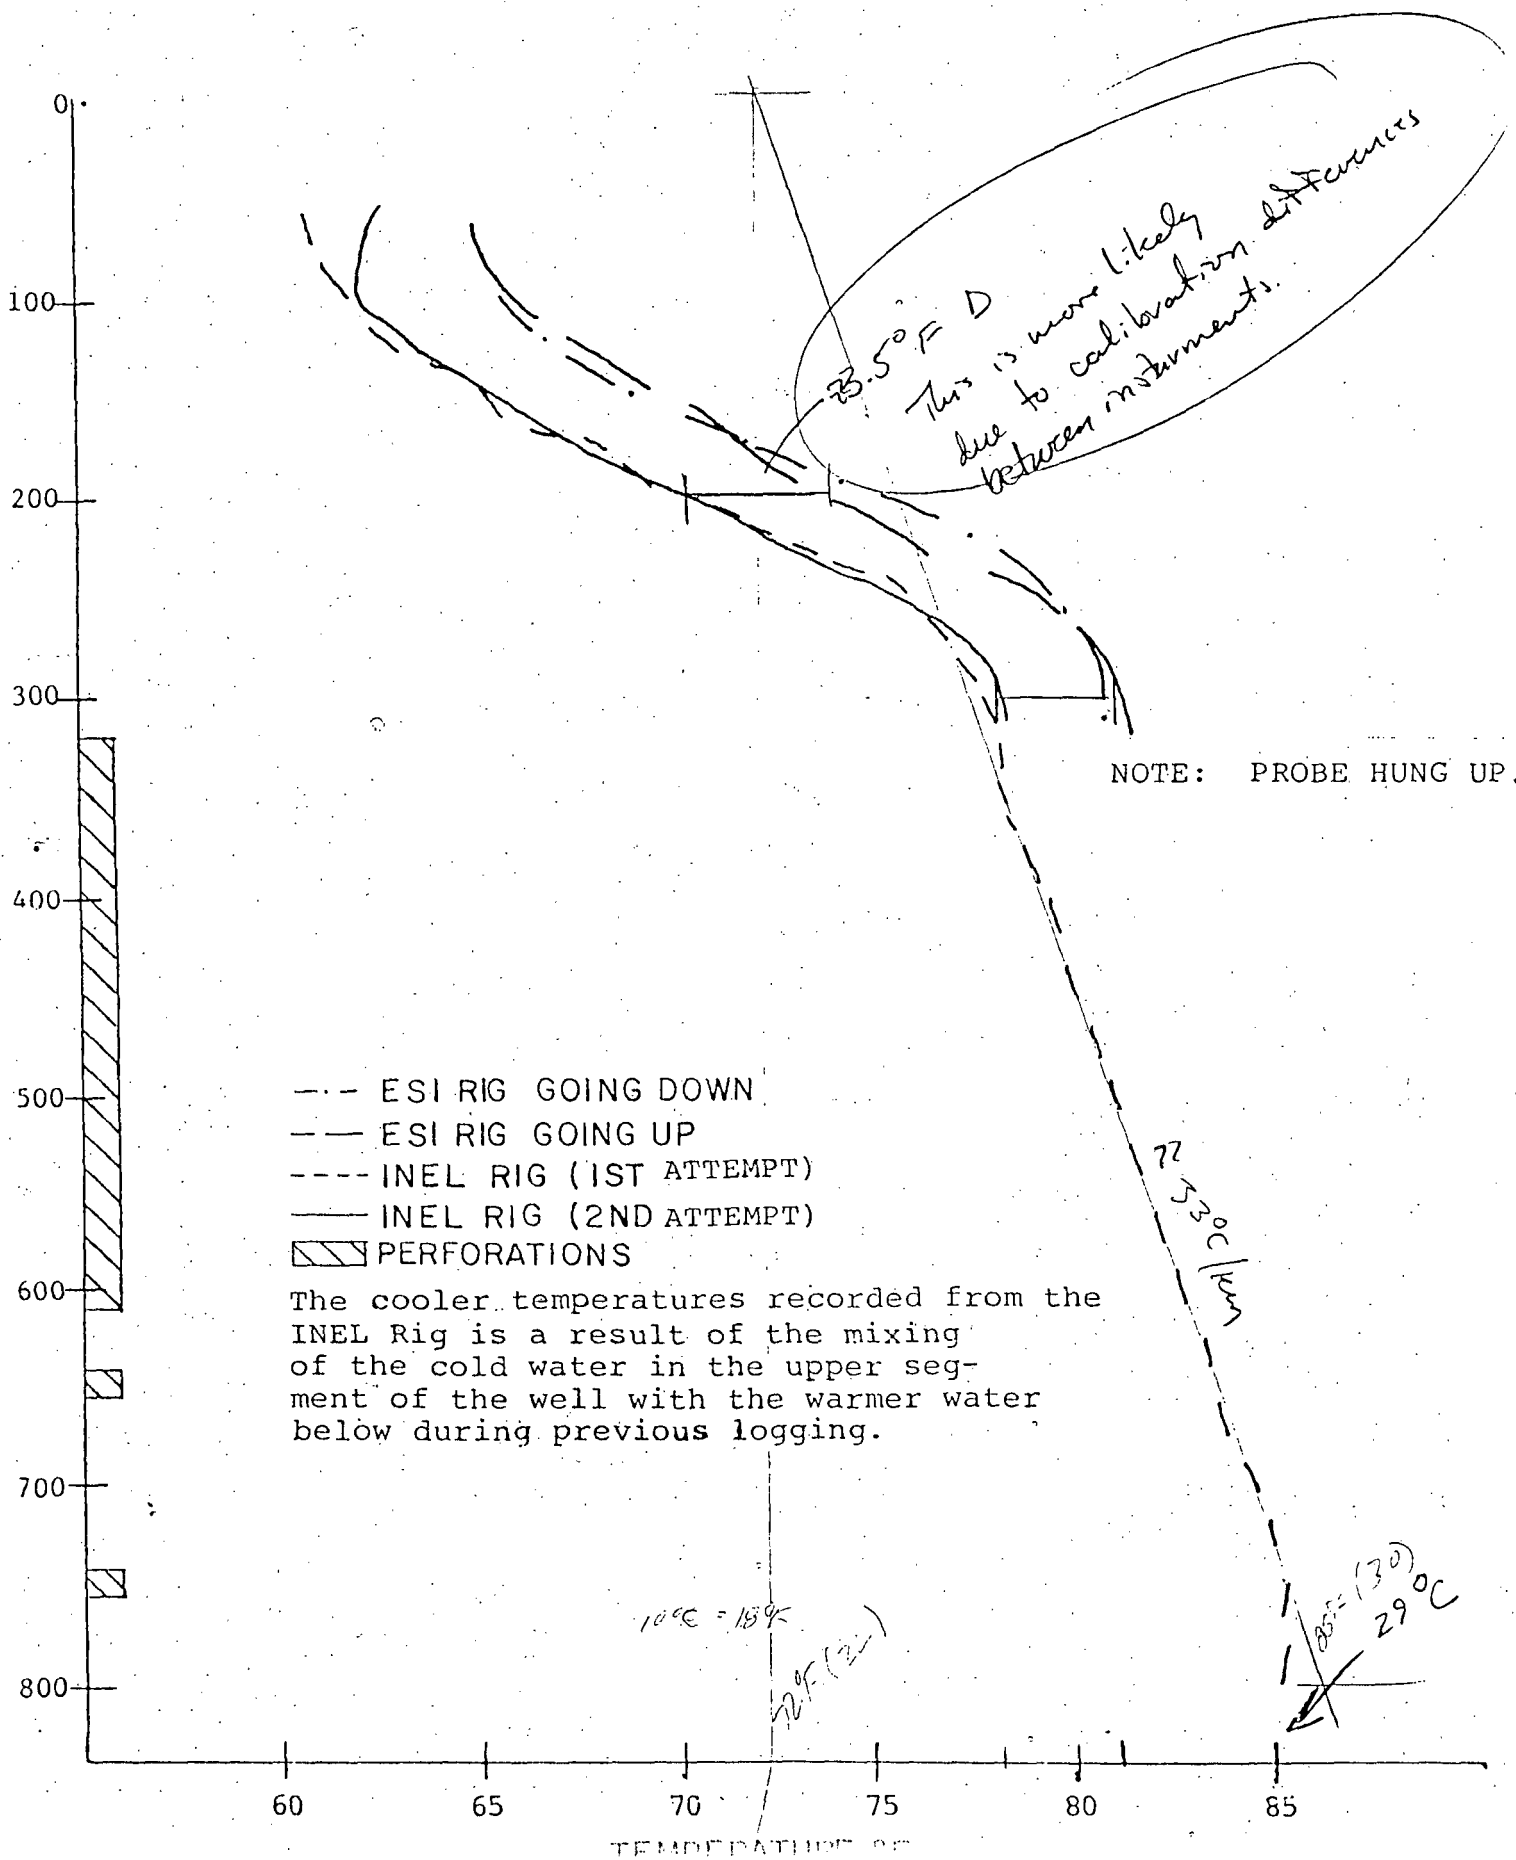 0
100
200
300
400
500
600
700
800
3.5°F D
This is more likely
due to calibration differences
between instruments.
NOTE: PROBE HUNG UP.
ESI RIG GOING DOWN
ESI RIG GOING UP
INEL RIG (1ST ATTEMPT)
INEL RIG (2ND ATTEMPT)
PERFORATIONS
The cooler temperatures recorded from the
INEL Rig is a result of the mixing
of the cold water in the upper seg-
ment of the well with the warmer water
below during previous logging.
33°C/km
10°C = 18°F
72°F
29°C
60
65
70
75
80
85
TEMPERATURE °F